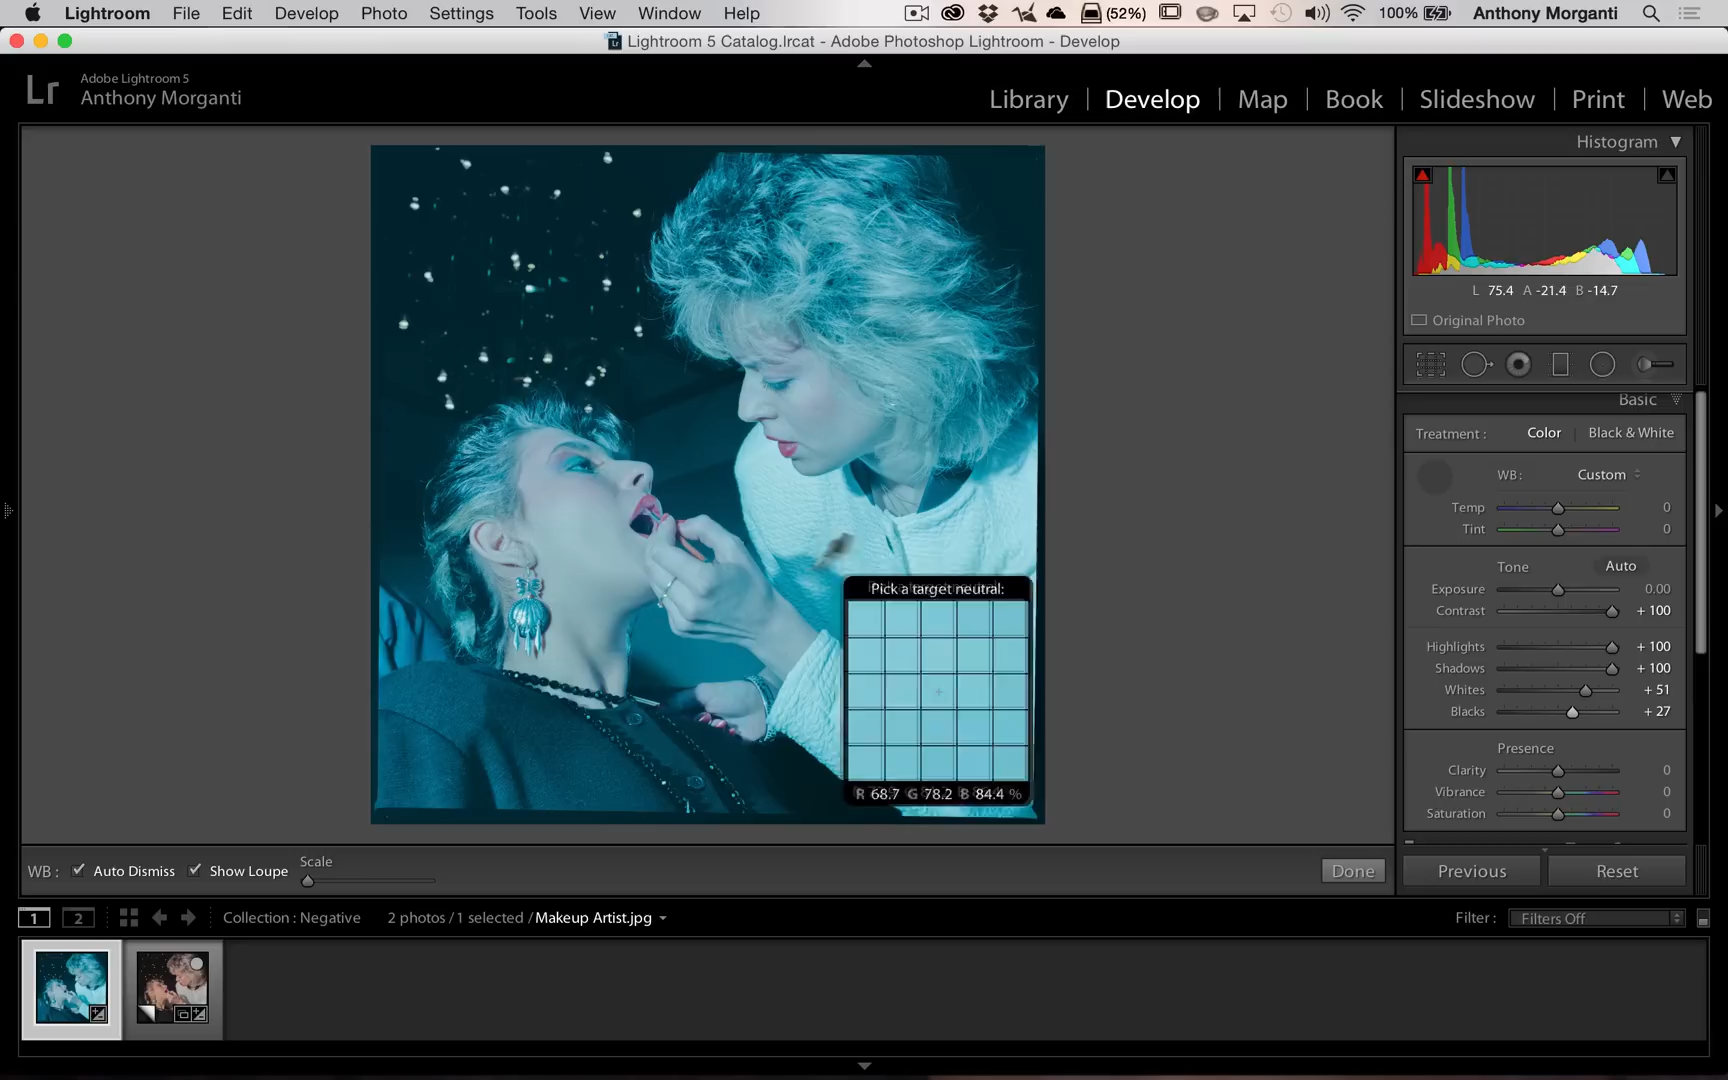 Lightroom File Edit Develop Photo Settings Tools View Window Help (52%) 100% Anthony Morganti
Lightroom 5 Catalog.lrcat - Adobe Photoshop Lightroom - Develop
Lr
Adobe Lightroom 5
Anthony Morganti
Library | Develop | Map | Book | Slideshow | Print | Web
Histogram
L 75.4 A -21.4 B -14.7
Original Photo
Basic
Treatment : Color | Black & White
WB : Custom
Temp 0
Tint 0
Tone Auto
Exposure 0.00
Contrast + 100
Highlights + 100
Shadows + 100
Whites + 51
Blacks + 27
Presence
Clarity 0
Vibrance 0
Saturation 0
Previous Reset
Pick a target neutral:
R 68.7 G 78.2 B 84.4 %
WB : Auto Dismiss Show Loupe Scale
Done
1 2 Collection : Negative 2 photos / 1 selected / Makeup Artist.jpg
Filter : Filters Off